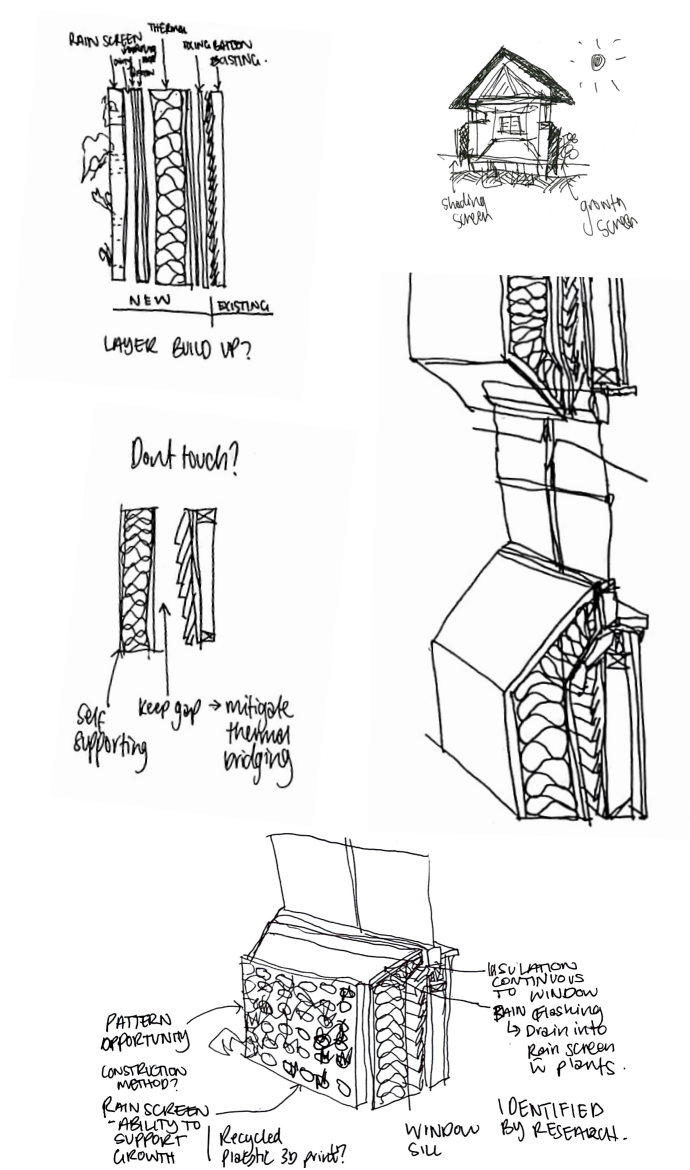 THERMAL
RAIN SCREEN
FIXING BATTON
EXISTING.
NEW
EXISTING
LAYER BUILD UP?
shading
screen
growth
screen
Dont touch?
self
supporting
keep gap → mitigate
thermal
bridging
PATTERN
OPPORTUNITY
CONSTRUCTION
METHOD?
RAIN SCREEN
- ABILITY TO
SUPPORT
GROWTH
Recycled
plastic 3D print?
WINDOW
SILL
INSULATION
CONTINUOUS
TO WINDOW
RAIN flashing
↳ Drain into
Rain screen
w plants.
IDENTIFIED
BY RESEARCH.